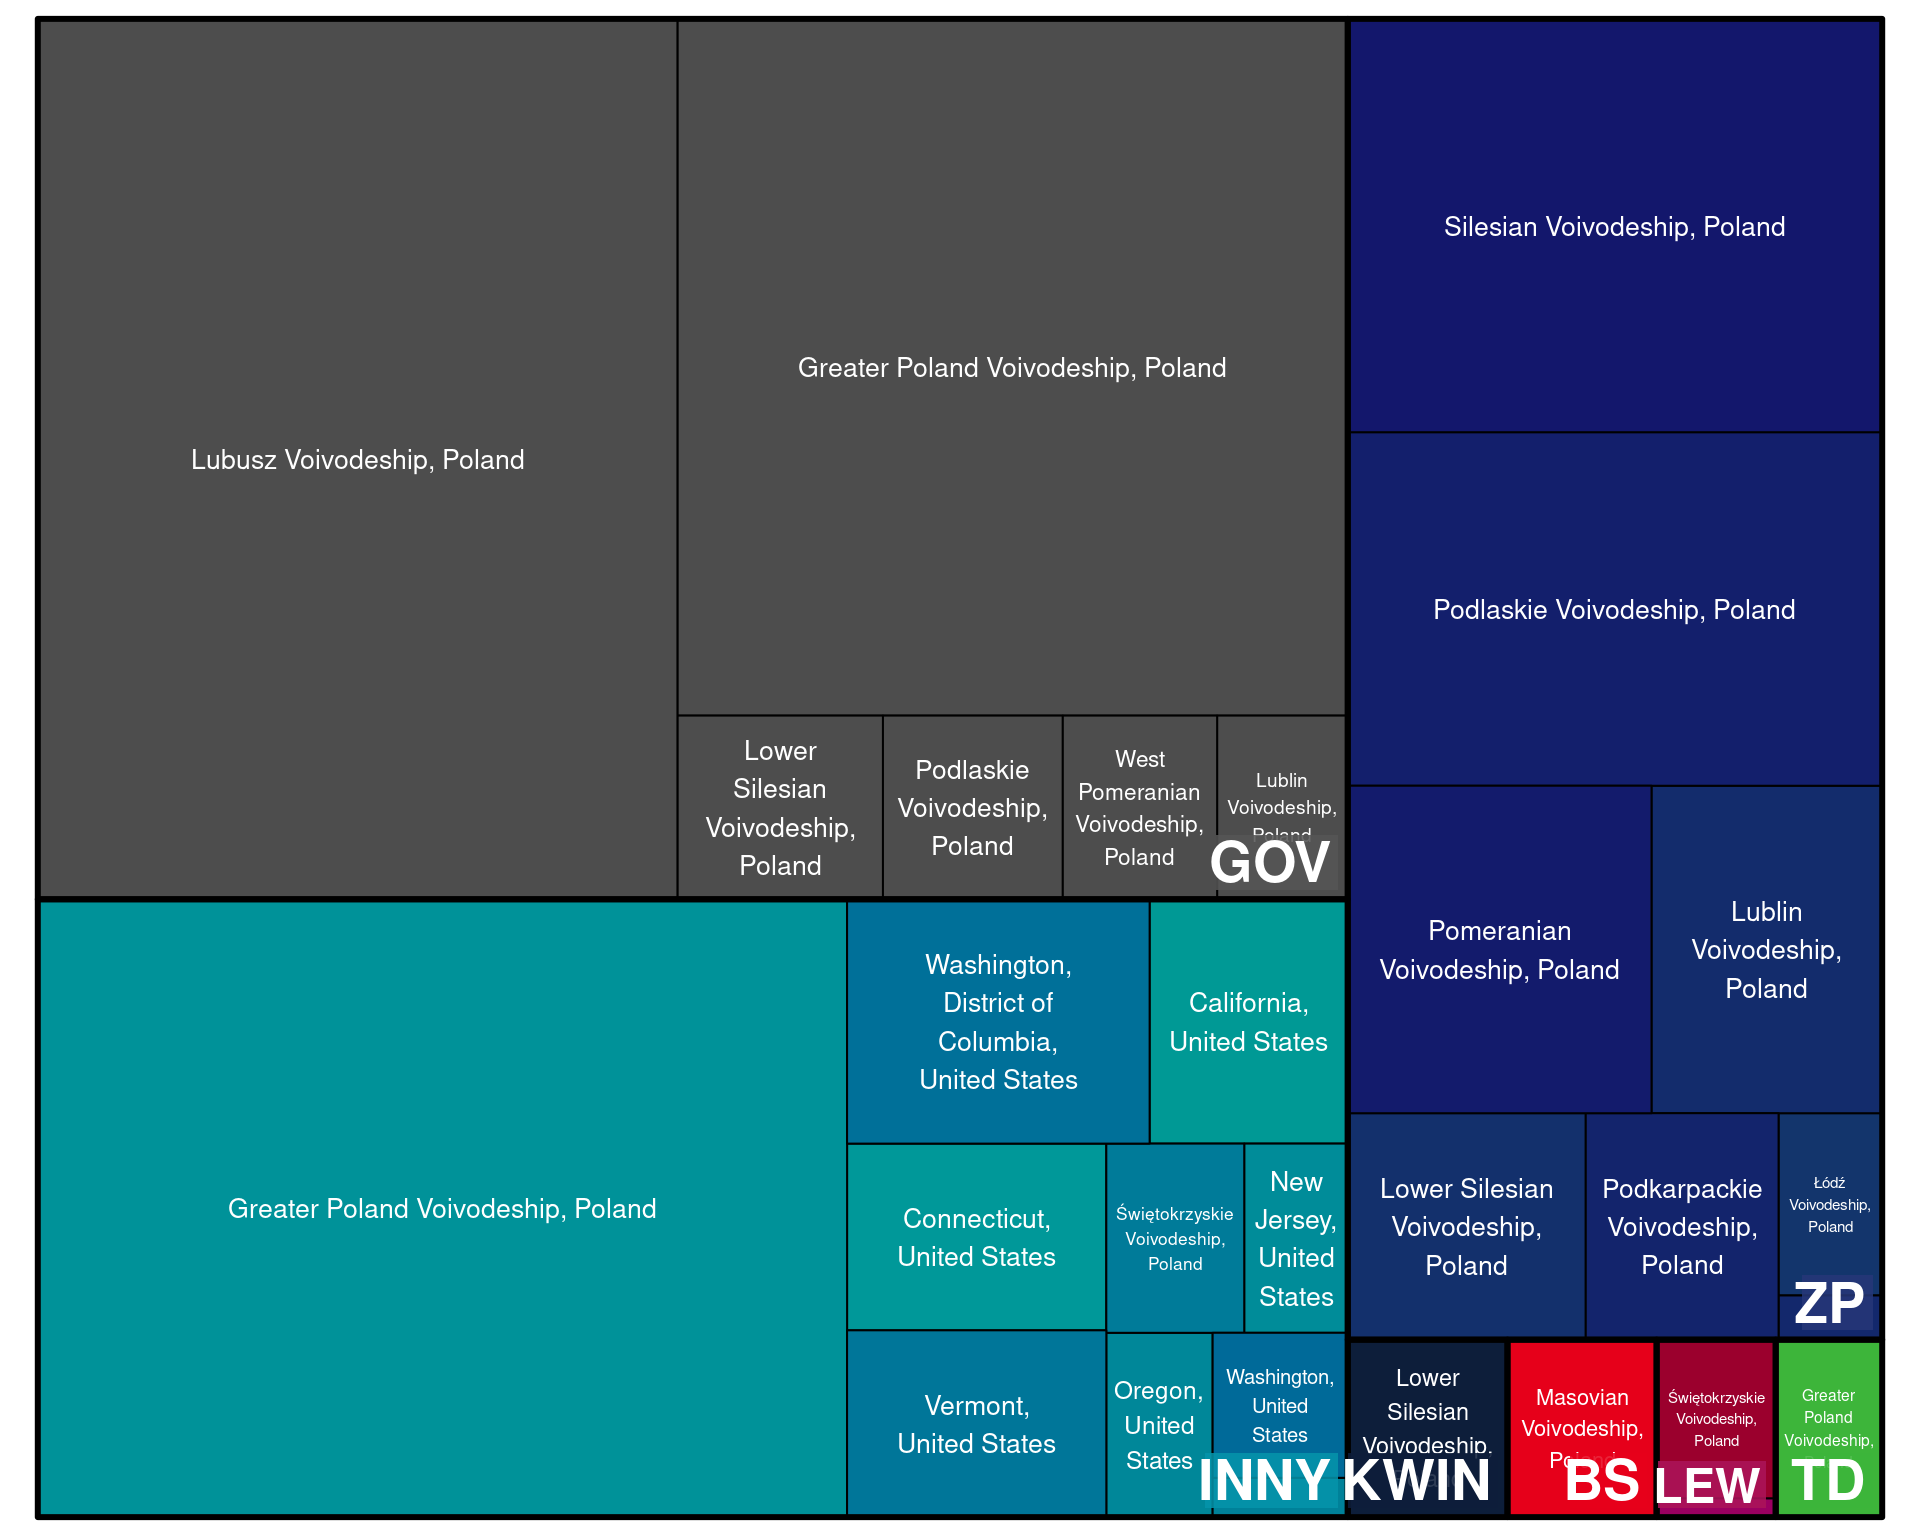 Lubusz Voivodeship, Poland
Greater Poland Voivodeship, Poland
Lower
Silesian
Voivodeship,
Poland
Podlaskie
Voivodeship,
Poland
West
Pomeranian
Voivodeship,
Poland
Lublin
Voivodeship,
Poland
GOV
Silesian Voivodeship, Poland
Podlaskie Voivodeship, Poland
Pomeranian
Voivodeship, Poland
Lublin
Voivodeship,
Poland
Lower Silesian
Voivodeship,
Poland
Podkarpackie
Voivodeship,
Poland
Łódź
Voivodeship,
Poland
ZP
Greater Poland Voivodeship, Poland
Washington,
District of
Columbia,
United States
California,
United States
Connecticut,
United States
Świętokrzyskie
Voivodeship,
Poland
New
Jersey,
United
States
Vermont,
United States
Oregon,
United
States
Washington,
United
States
INNY
Lower
Silesian
Voivodeship,
KWIN
Masovian
Voivodeship,
BS
Świętokrzyskie
Voivodeship,
Poland
LEW
Greater
Poland
Voivodeship,
TD